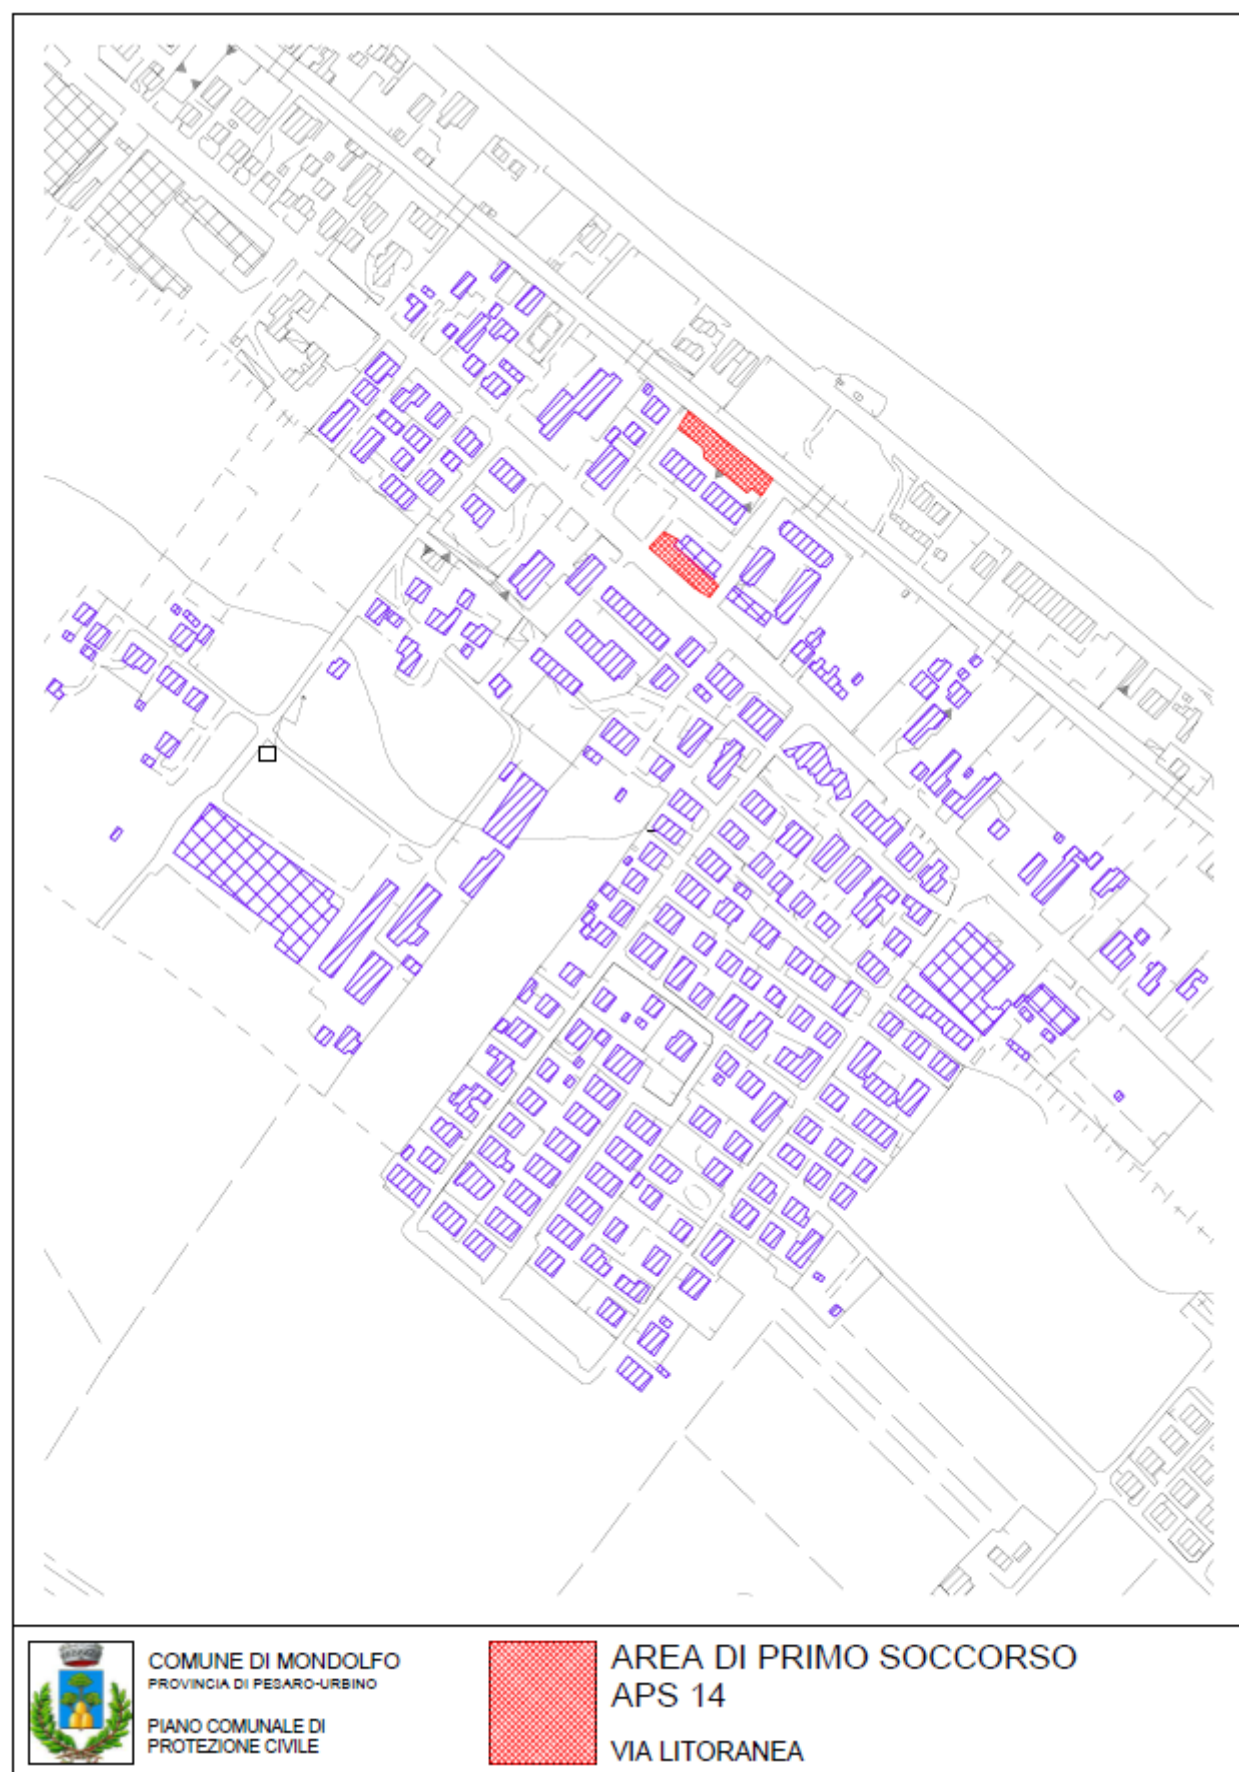 COMUNE DI MONDOLFO
PROVINCIA DI PESARO-URBINO
PIANO COMUNALE DI
PROTEZIONE CIVILE
AREA DI PRIMO SOCCORSO
APS 14
VIA LITORANEA